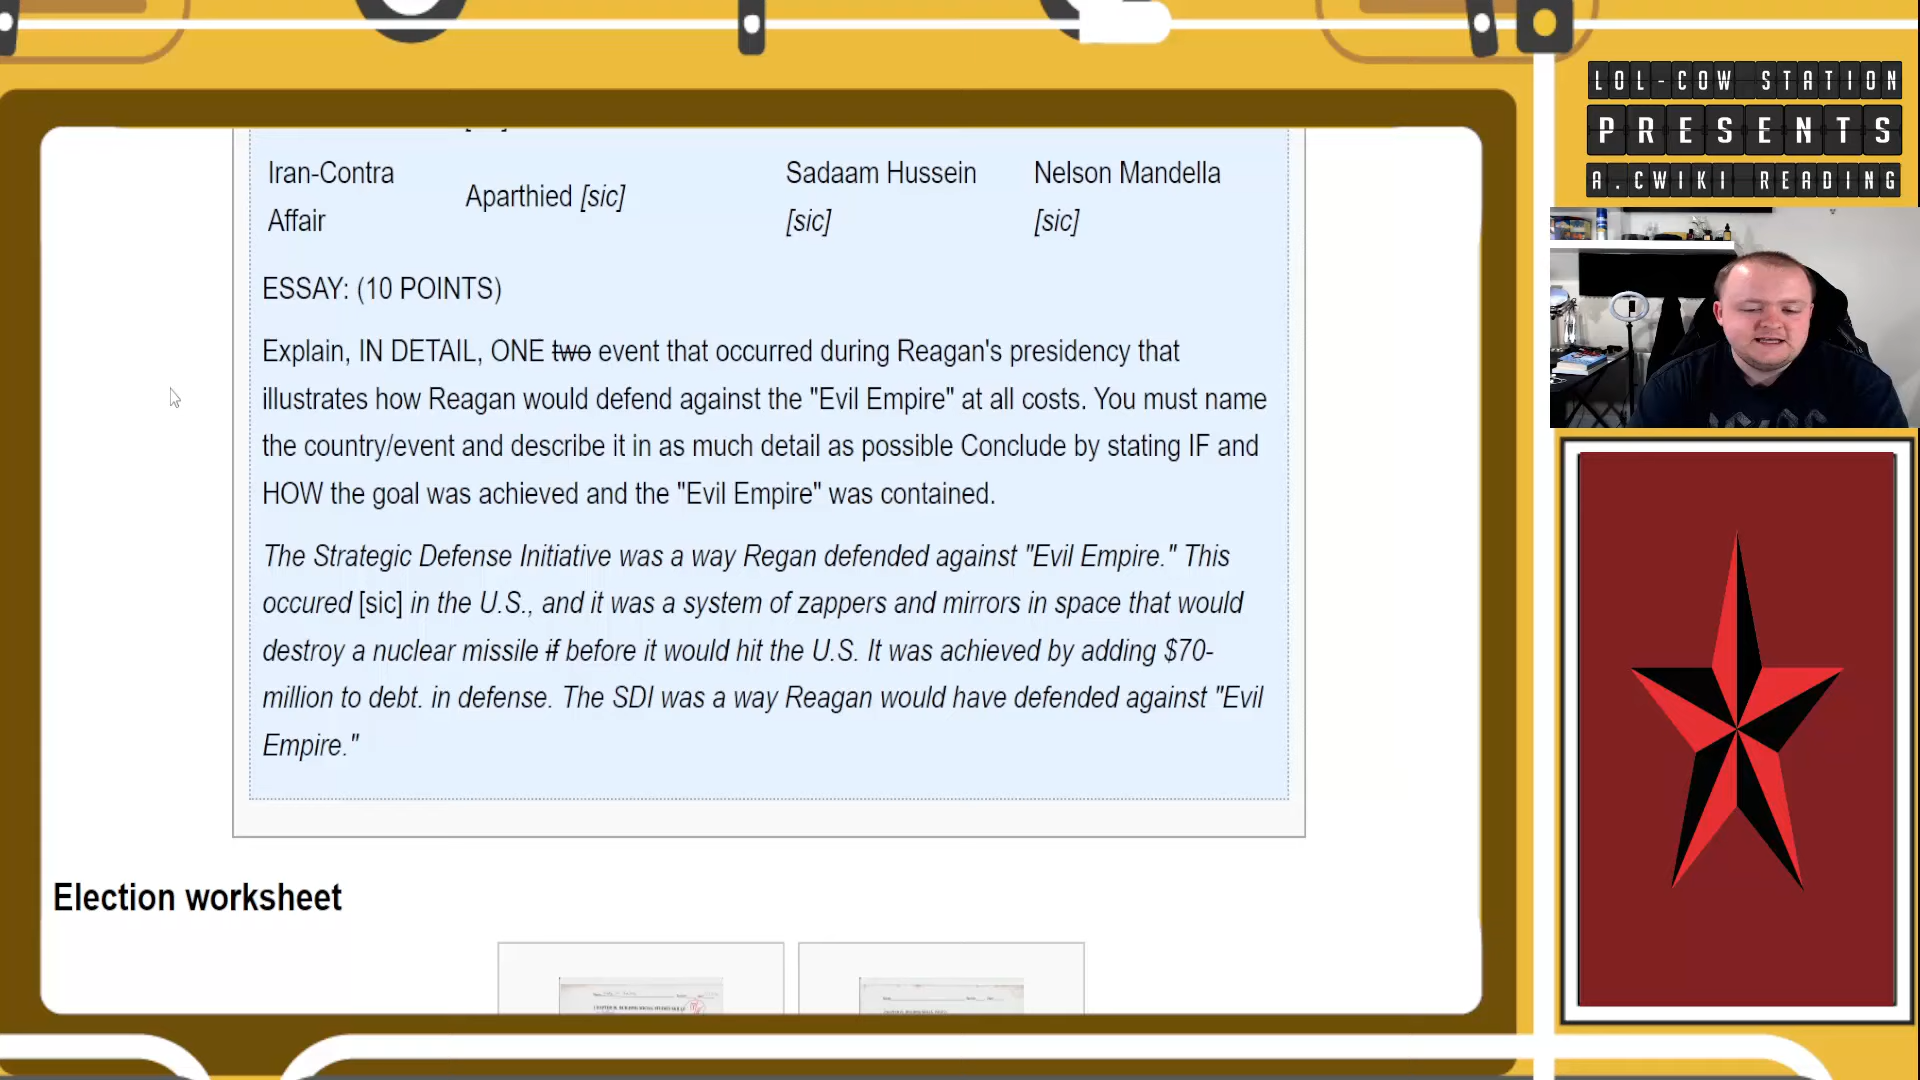 LOL-COW STATION
PRESENTS
A.CWIKI READING
Iran-Contra
Affair
Aparthied [sic]
Sadaam Hussein
[sic]
Nelson Mandella
[sic]
ESSAY: (10 POINTS)
Explain, IN DETAIL, ONE two event that occurred during Reagan's presidency that
illustrates how Reagan would defend against the "Evil Empire" at all costs. You must name
the country/event and describe it in as much detail as possible Conclude by stating IF and
HOW the goal was achieved and the "Evil Empire" was contained.
The Strategic Defense Initiative was a way Regan defended against "Evil Empire." This
occured [sic] in the U.S., and it was a system of zappers and mirrors in space that would
destroy a nuclear missile if before it would hit the U.S. It was achieved by adding $70-
million to debt. in defense. The SDI was a way Reagan would have defended against "Evil
Empire."
Election worksheet